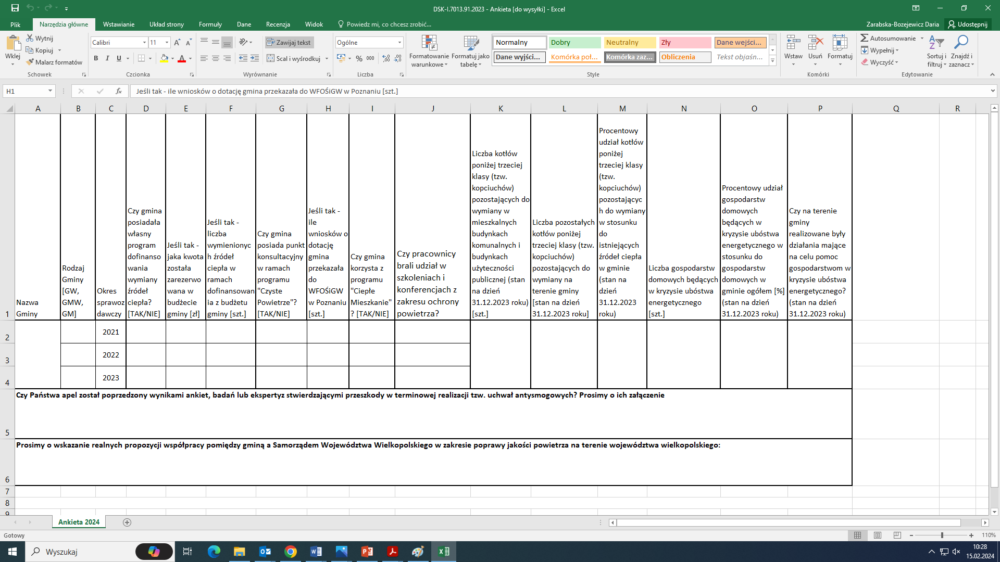 DSK-I.7013.91.2023 - Ankieta [do wysyłki] - Excel
Plik
Narzędzia główne
Wstawianie
Układ strony
Formuły
Dane
Recenzja
Widok
Powiedz mi, co chcesz zrobić...
Zarabska-Bozejewicz Daria
Udostępnij
Wklej
Wytnij
Kopiuj
Malarz formatów
Schowek
Calibri
11
B
I
U
Czcionka
Zawijaj tekst
Scal i wyśrodkuj
Wyrównanie
Ogólne
%
000
Liczba
Formatowanie
warunkowe
Formatuj jako
tabelę
Normalny
Dobry
Neutralny
Zły
Dane wejści...
Dane wyjści...
Komórka poł...
Komórka zaz...
Obliczenia
Tekst objaśn...
Style
Wstaw
Usuń
Formatuj
Komórki
Autosumowanie
Wypełnij
Wyczyść
Sortuj i
filtruj
Znajdź i
zaznacz
Edytowanie
H1
fx
Jeśli tak - ile wniosków o dotację gmina przekazała do WFOŚiGW w Poznaniu [szt.]
A B C D E F G H I J K L M N O P Q R
1
Nazwa
Gminy
Rodzaj
Gminy
[GW,
GMW,
GM]
Okres
sprawoz
dawczy
Czy gmina
posiadała
własny
program
dofinanso
wania
wymiany
źródeł
ciepła?
[TAK/NIE]
Jeśli tak -
jaka kwota
została
zarezerwo
wana w
budżecie
gminy [zł]
Jeśli tak -
liczba
wymienionyc
h źródeł
ciepła w
ramach
dofinansowan
ia z budżetu
gminy [szt.]
Czy gmina
posiada punkt
konsultacyjny
w ramach
programu
"Czyste
Powietrze"?
[TAK/NIE]
Jeśli tak -
ile
wniosków o
dotację
gmina
przekazała
do
WFOŚiGW
w Poznaniu
[szt.]
Czy gmina
korzysta z
programu
"Ciepłe
Mieszkanie"
? [TAK/NIE]
Czy pracownicy
brali udział w
szkoleniach i
konferencjach z
zakresu ochrony
powietrza?
Liczba kotłów
poniżej trzeciej
klasy (tzw.
kopciuchów)
pozostających do
wymiany w
mieszkalnych
budynkach
komunalnych i
budynkach
użyteczności
publicznej (stan
na dzień
31.12.2023 roku)
[szt.]
Liczba pozostałych
kotłów poniżej
trzeciej klasy (tzw.
kopciuchów)
pozostających do
wymiany na
terenie gminy
[stan na dzień
31.12.2023 roku]
Procentowy
udział kotłów
poniżej
trzeciej klasy
(tzw.
kopciuchów)
pozostającyc
h do wymiany
w stosunku
do
istniejących
źródeł ciepła
w gminie
(stan na
dzień
31.12.2023
roku)
Liczba gospodarstw
domowych będących
w kryzysie ubóstwa
energetycznego
[szt.]
Procentowy udział
gospodarstw
domowych
będących w
kryzysie ubóstwa
energetycznego w
stosunku do
gospodarstw
domowych w
gminie ogółem [%]
(stan na dzień
31.12.2023 roku)
Czy na terenie
gminy
realizowane były
działania mające
na celu pomoc
gospodarstwom w
kryzysie ubóstwa
energetycznego?
(stan na dzień
31.12.2023 roku)
2
2021
3
2022
4
2023
Czy Państwa apel został poprzedzony wynikami ankiet, badań lub ekspertyz stwierdzającymi przeszkody w terminowej realizacji tzw. uchwał antysmogowych? Prosimy o ich załączenie
5
Prosimy o wskazanie realnych propozycji współpracy pomiędzy gminą a Samorządem Województwa Wielkopolskiego w zakresie poprawy jakości powietrza na terenie województwa wielkopolskiego:
6
7
8
9
Ankieta 2024
Gotowy
110%
Wyszukaj
10:28
15.02.2024